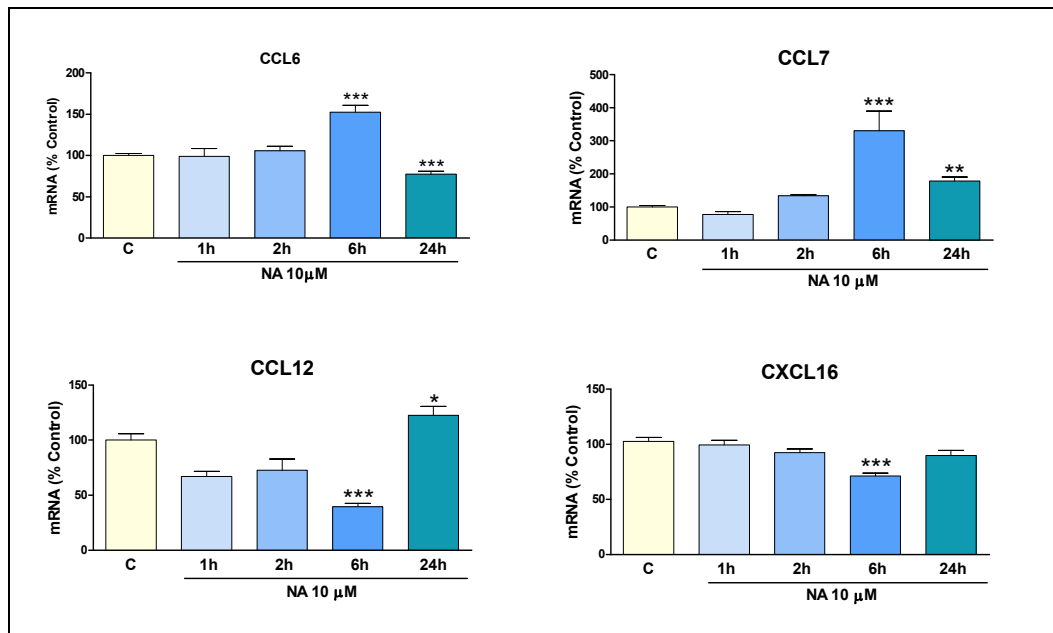 CCL6
mRNA (% Control)
200
150
100
50
0
***
***
C 1h 2h 6h 24h
NA 10μM
CCL7
mRNA (% Control)
500
400
300
200
100
0
***
**
C 1h 2h 6h 24h
NA 10 μM
CCL12
mRNA (% Control)
150
100
50
0
***
*
C 1h 2h 6h 24h
NA 10 μM
CXCL16
mRNA (% Control)
150
100
50
0
***
C 1h 2h 6h 24h
NA 10 μM